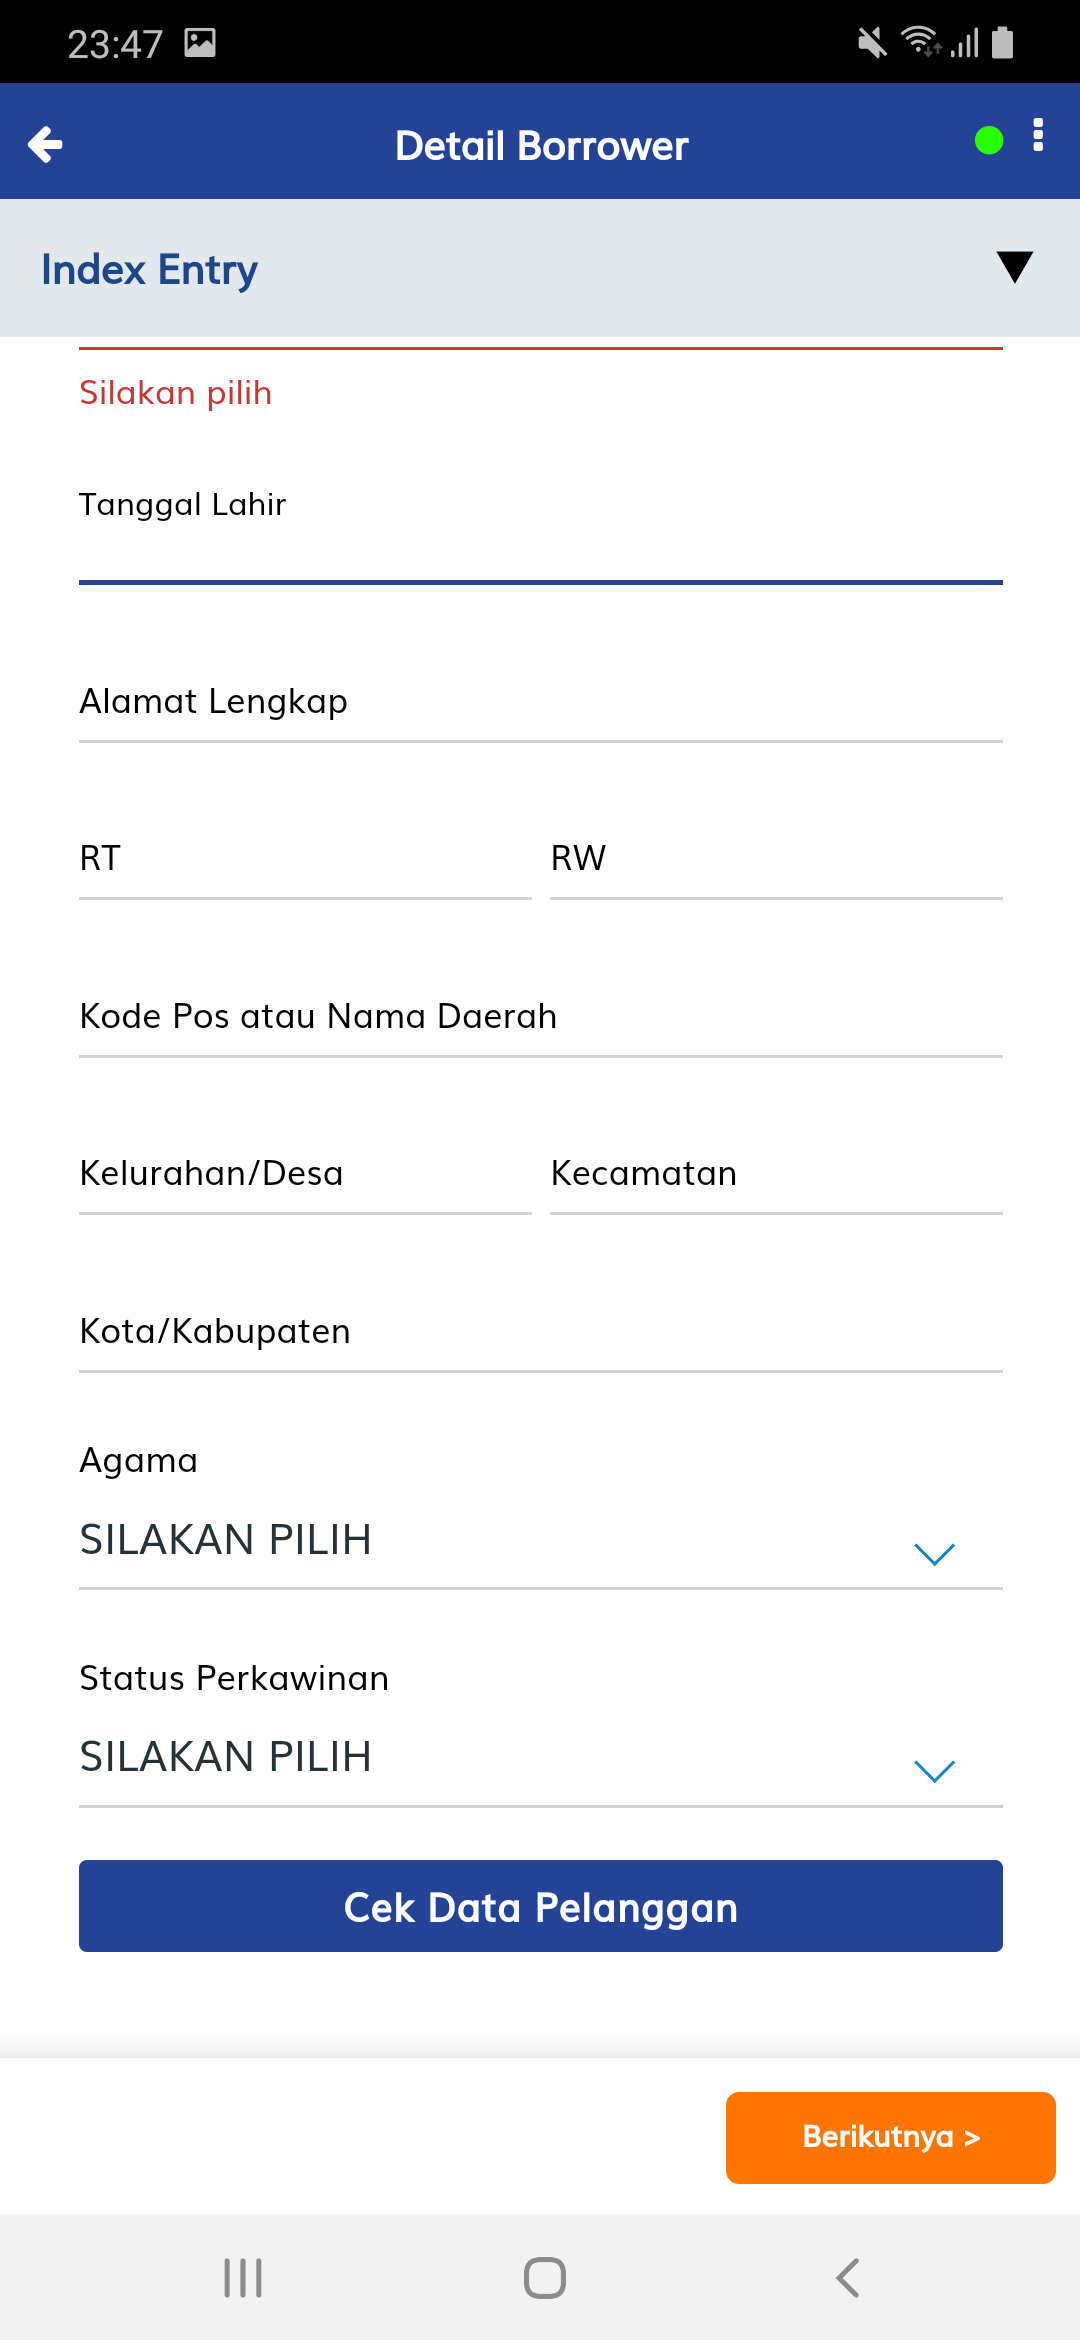 23:47
Detail Borrower
Index Entry
Silakan pilih
Tanggal Lahir
Alamat Lengkap
RT RW
Kode Pos atau Nama Daerah
Kelurahan/Desa Kecamatan
Kota/Kabupaten
Agama
SILAKAN PILIH
Status Perkawinan
SILAKAN PILIH
Cek Data Pelanggan
Berikutnya >